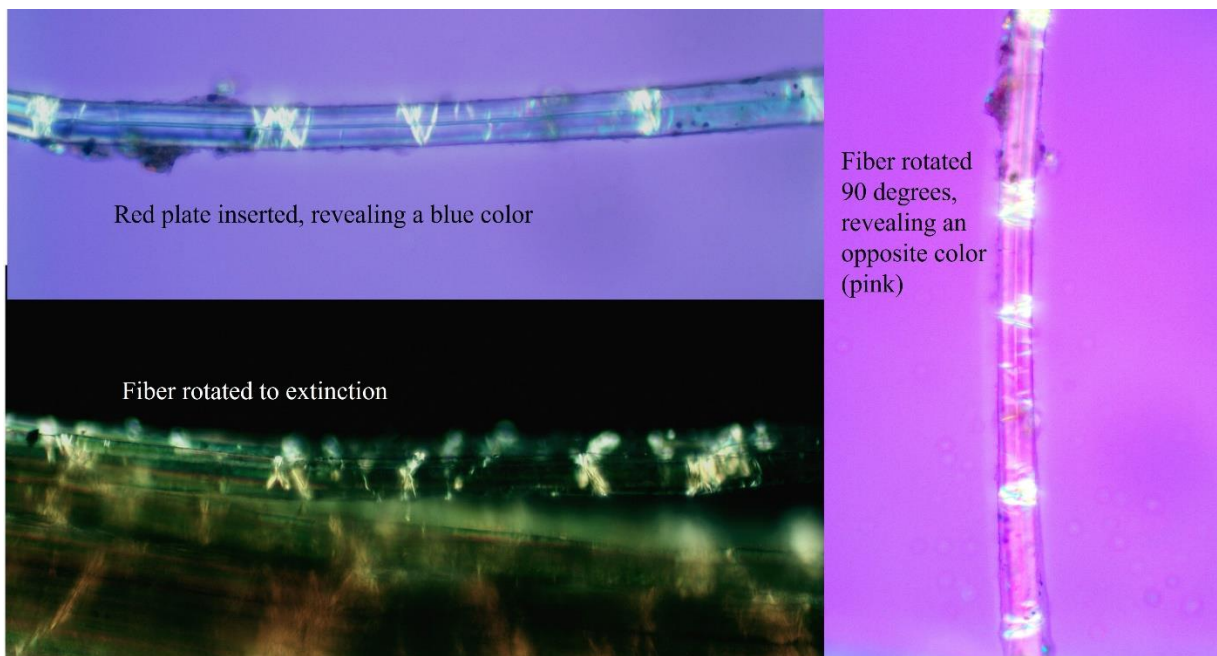 Red plate inserted, revealing a blue color
Fiber rotated to extinction
Fiber rotated
90 degrees,
revealing an
opposite color
(pink)